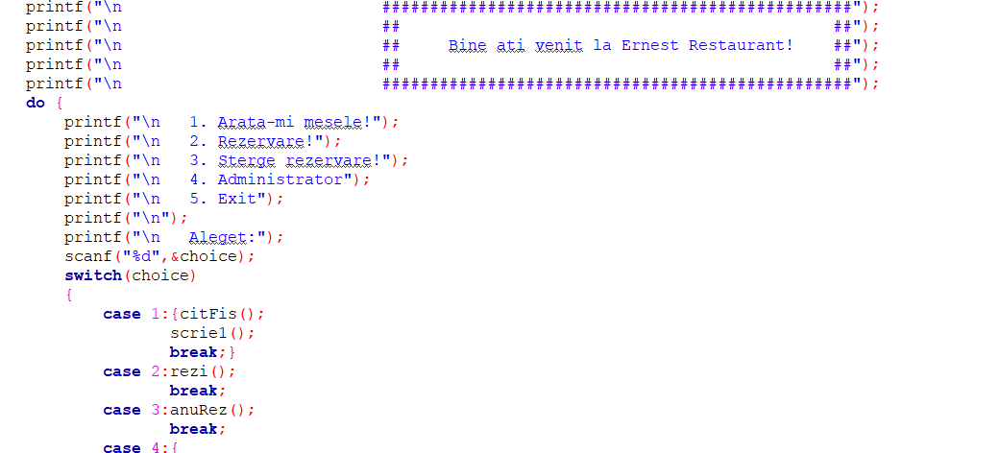 printf("\n                           #################################################");
printf("\n                           ##                                             ##");
printf("\n                           ##     Bine ati venit la Ernest Restaurant!    ##");
printf("\n                           ##                                             ##");
printf("\n                           #################################################");
do {
    printf("\n   1. Arata-mi mesele!");
    printf("\n   2. Rezervare!");
    printf("\n   3. Sterge rezervare!");
    printf("\n   4. Administrator");
    printf("\n   5. Exit");
    printf("\n");
    printf("\n   Aleget:");
    scanf("%d",&choice);
    switch(choice)
    {
        case 1:{citFis();
               scrie1();
               break;}
        case 2:rezi();
               break;
        case 3:anuRez();
               break;
        case 4:{